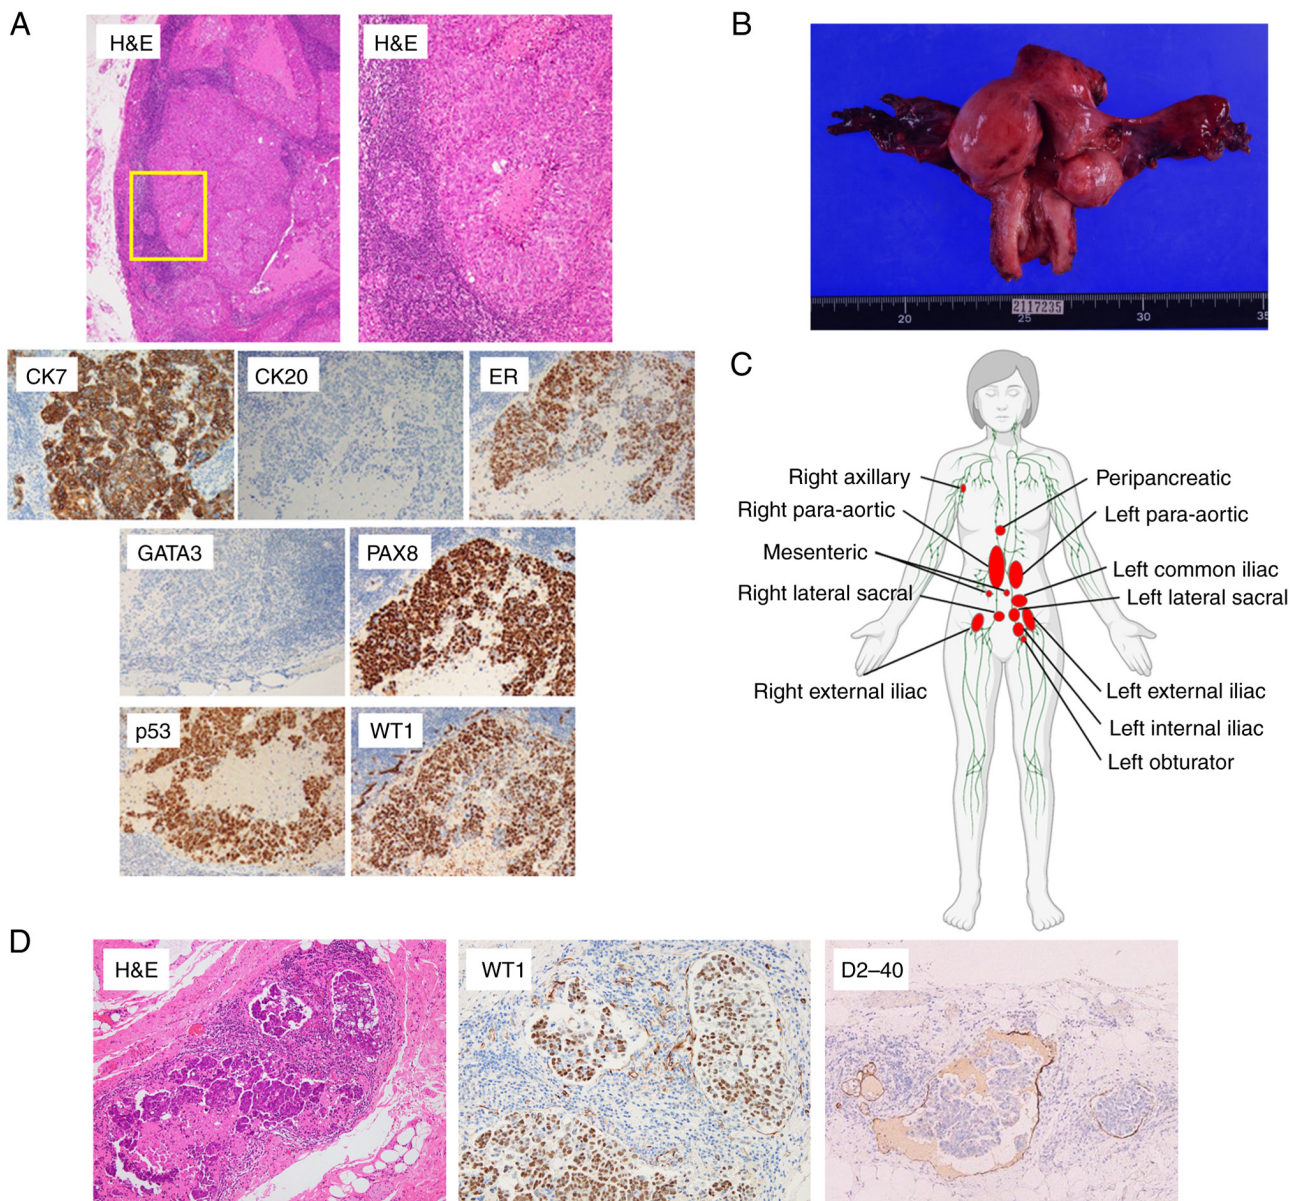 A
H&E
H&E
B
2117235
20
25
30
35
CK7
CK20
ER
GATA3
PAX8
p53
WT1
C
Right axillary
Right para-aortic
Mesenteric
Right lateral sacral
Right external iliac
Peripancreatic
Left para-aortic
Left common iliac
Left lateral sacral
Left external iliac
Left internal iliac
Left obturator
D
H&E
WT1
D2–40